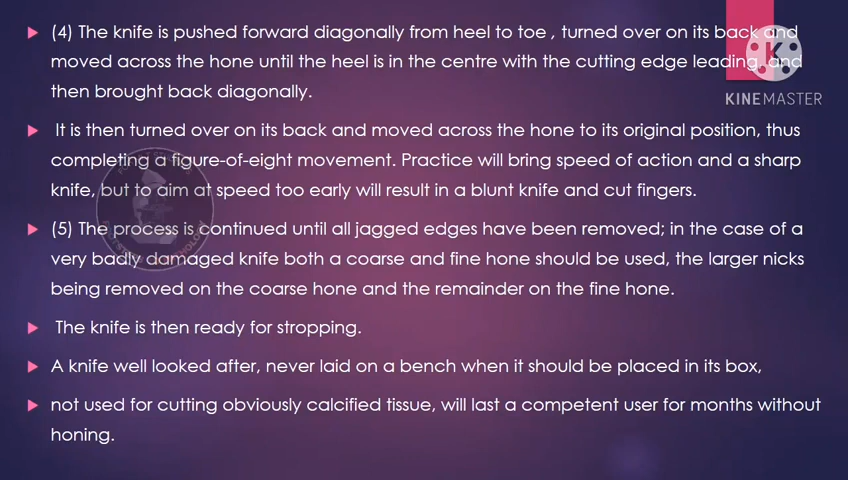 (4) The knife is pushed forward diagonally from heel to toe , turned over on its back and
moved across the hone until the heel is in the centre with the cutting edge leading, and
then brought back diagonally.
It is then turned over on its back and moved across the hone to its original position, thus
completing a figure-of-eight movement. Practice will bring speed of action and a sharp
knife, but to aim at speed too early will result in a blunt knife and cut fingers.
(5) The process is continued until all jagged edges have been removed; in the case of a
very badly damaged knife both a coarse and fine hone should be used, the larger nicks
being removed on the coarse hone and the remainder on the fine hone.
The knife is then ready for stropping.
A knife well looked after, never laid on a bench when it should be placed in its box,
not used for cutting obviously calcified tissue, will last a competent user for months without
honing.
K
KINEMASTER